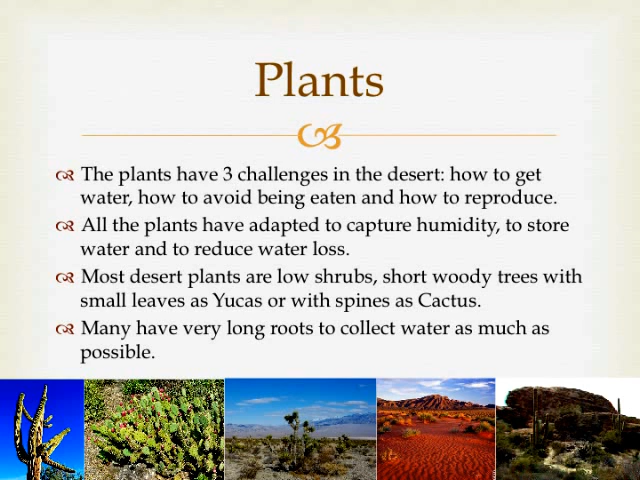 Plants
The plants have 3 challenges in the desert: how to get
water, how to avoid being eaten and how to reproduce.
All the plants have adapted to capture humidity, to store
water and to reduce water loss.
Most desert plants are low shrubs, short woody trees with
small leaves as Yucas or with spines as Cactus.
Many have very long roots to collect water as much as
possible.